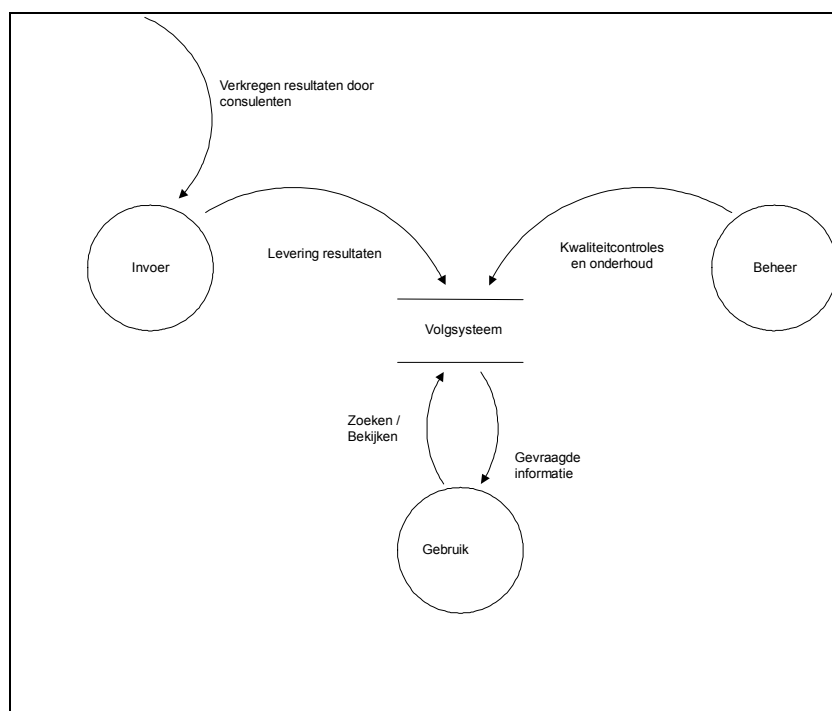 Verkregen resultaten door
consulenten
Invoer
Levering resultaten
Kwaliteitcontroles
en onderhoud
Beheer
Volgsysteem
Zoeken /
Bekijken
Gevraagde
informatie
Gebruik